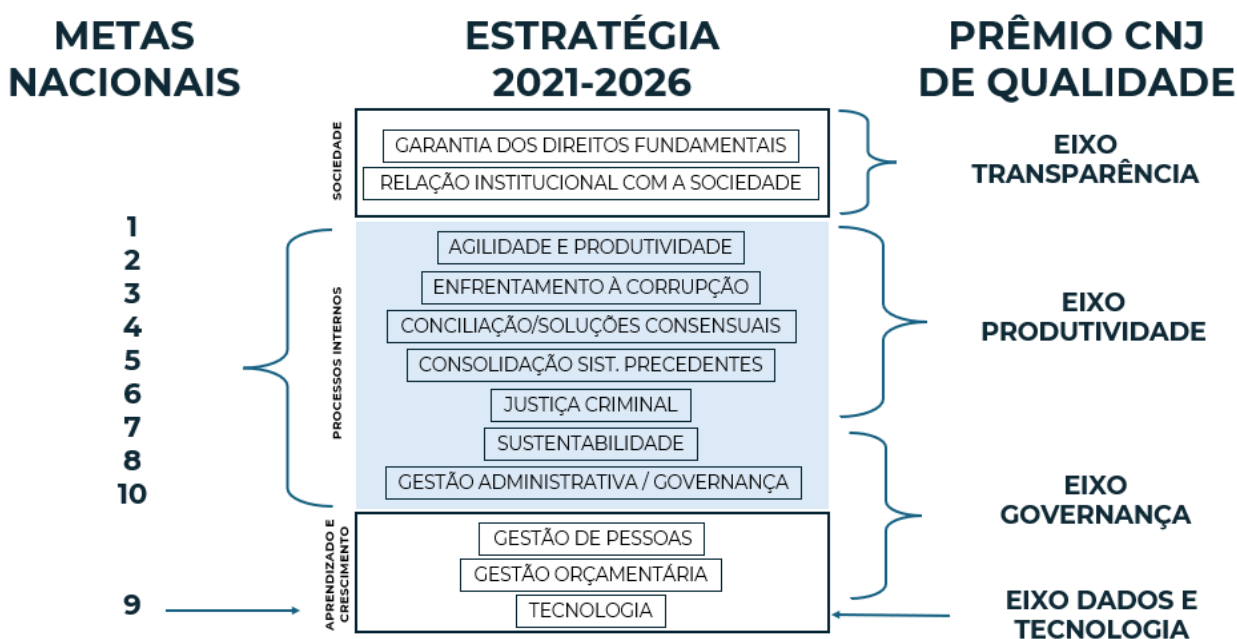 METAS
NACIONAIS
ESTRATÉGIA
2021-2026
PRÊMIO CNJ
DE QUALIDADE
SOCIEDADE
GARANTIA DOS DIREITOS FUNDAMENTAIS
RELAÇÃO INSTITUCIONAL COM A SOCIEDADE
EIXO
TRANSPARÊNCIA
1
2
3
4
5
6
7
8
10
PROCESSOS INTERNOS
AGILIDADE E PRODUTIVIDADE
ENFRENTAMENTO À CORRUPÇÃO
CONCILIAÇÃO/SOLUÇÕES CONSENSUAIS
CONSOLIDAÇÃO SIST. PRECEDENTES
JUSTIÇA CRIMINAL
SUSTENTABILIDADE
GESTÃO ADMINISTRATIVA / GOVERNANÇA
EIXO
PRODUTIVIDADE
EIXO
GOVERNANÇA
9
APRENDIZADO E
CRESCIMENTO
GESTÃO DE PESSOAS
GESTÃO ORÇAMENTÁRIA
TECNOLOGIA
EIXO DADOS E
TECNOLOGIA